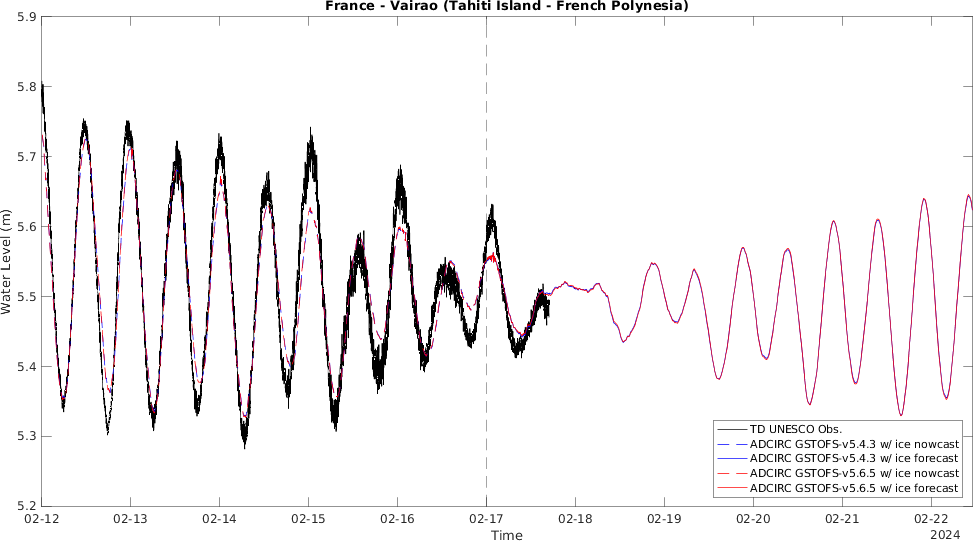 France - Vairao (Tahiti Island - French Polynesia)
5.9
5.8
5.7
5.6
5.5
5.4
5.3
5.2
Water Level (m)
TD UNESCO Obs.
ADCIRC GSTOFS-v5.4.3 w/ ice nowcast
ADCIRC GSTOFS-v5.4.3 w/ ice forecast
ADCIRC GSTOFS-v5.6.5 w/ ice nowcast
ADCIRC GSTOFS-v5.6.5 w/ ice forecast
02-12 02-13 02-14 02-15 02-16 02-17 02-18 02-19 02-20 02-21 02-22
Time
2024